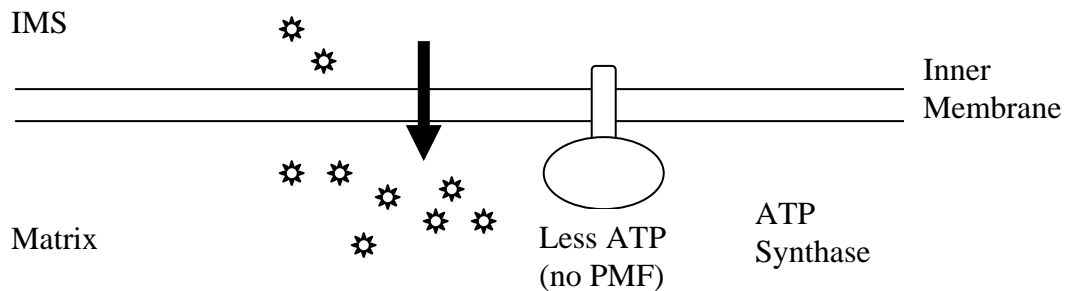 IMS
Inner
Membrane
Matrix
Less ATP
(no PMF)
ATP
Synthase